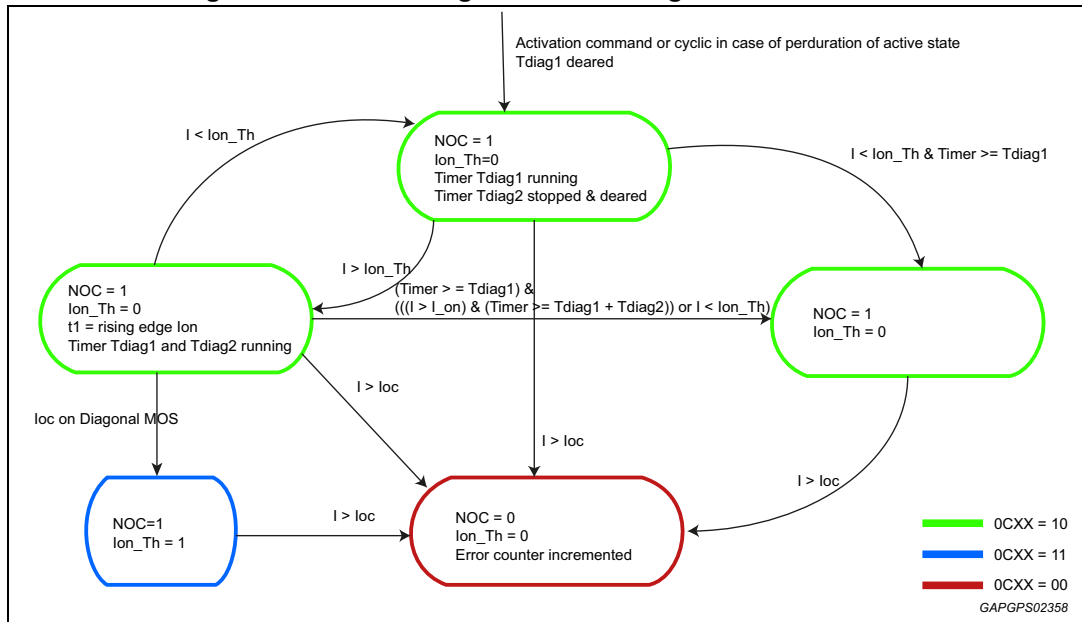 Activation command or cyclic in case of perduration of active state
Tdiag1 deared
I < Ion_Th
NOC = 1
Ion_Th=0
Timer Tdiag1 running
Timer Tdiag2 stopped & deared
I < Ion_Th & Timer >= Tdiag1
I > Ion_Th
(Timer >= Tdiag1) &
(((I > I_on) & (Timer >= Tdiag1 + Tdiag2)) or I < Ion_Th)
NOC = 1
Ion_Th = 0
t1 = rising edge Ion
Timer Tdiag1 and Tdiag2 running
NOC = 1
Ion_Th = 0
Ioc on Diagonal MOS
I > Ioc
I > Ioc
I > Ioc
NOC=1
Ion_Th = 1
I > Ioc
NOC = 0
Ion_Th = 0
Error counter incremented
0CXX = 10
0CXX = 11
0CXX = 00
GAPGPS02358